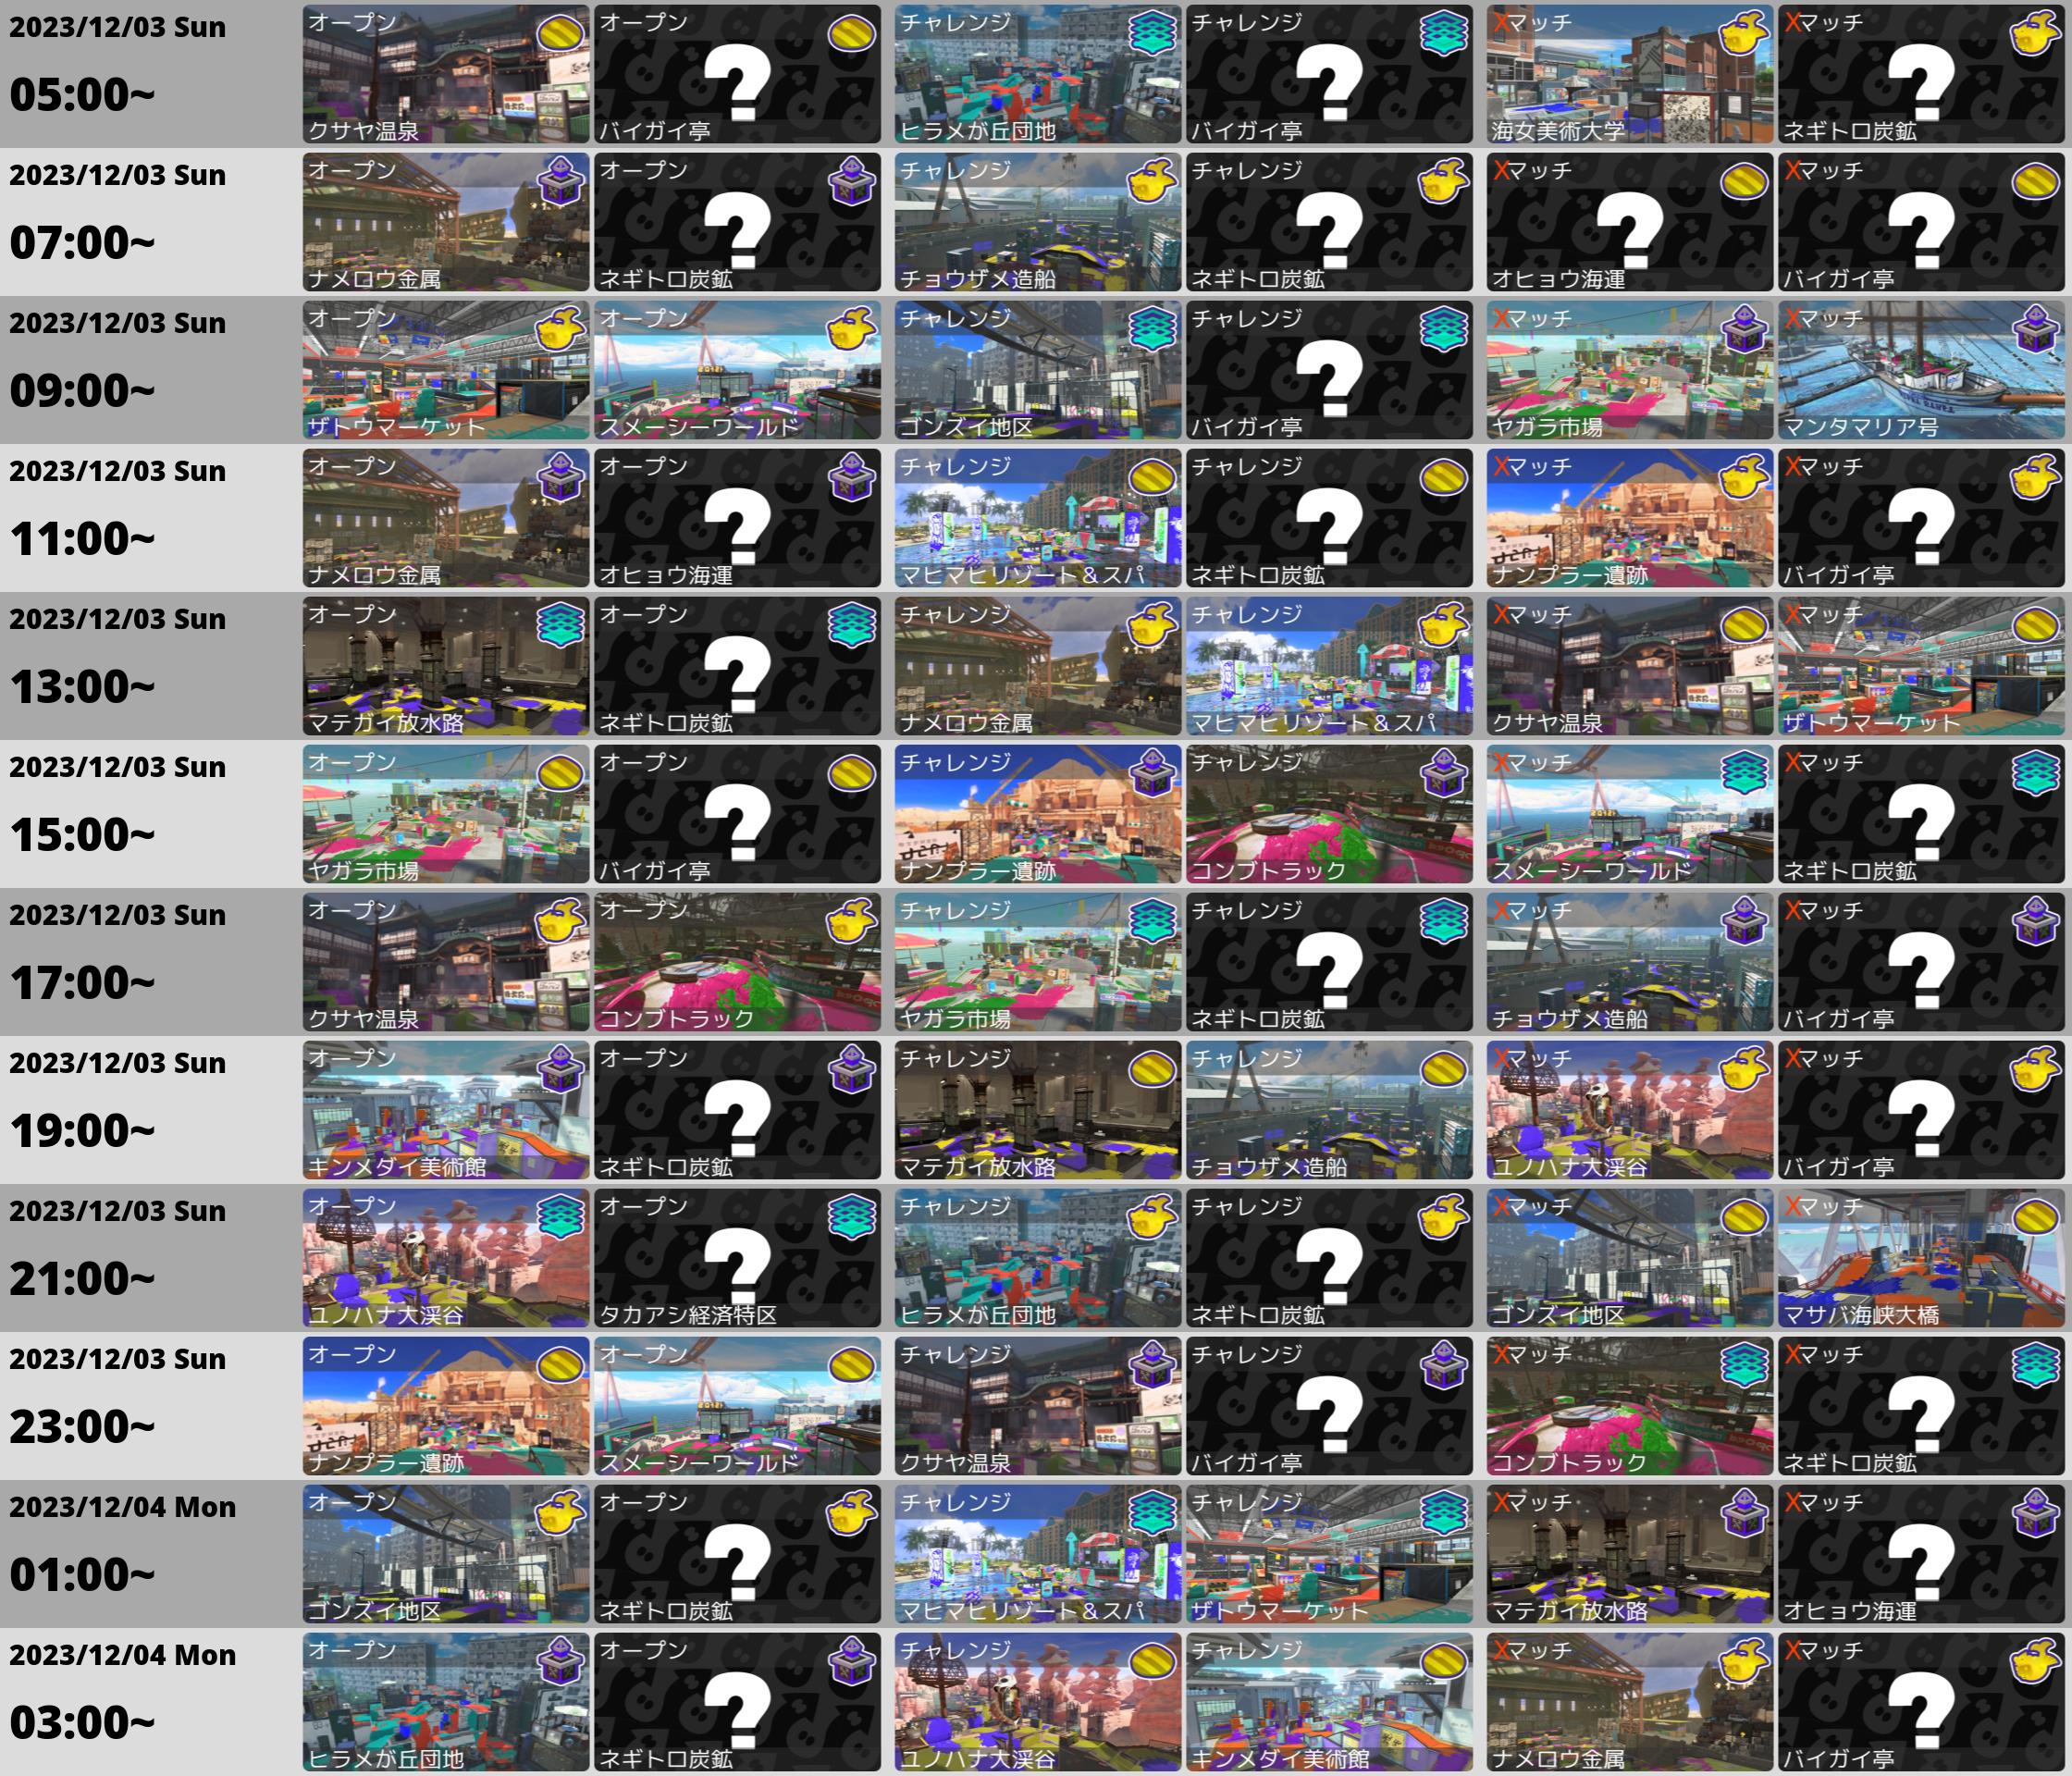 2023/12/03 Sun
05:00~
オープン
クサヤ温泉
オープン
バイガイ亭
チャレンジ
ヒラメが丘団地
チャレンジ
バイガイ亭
Xマッチ
海女美術大学
Xマッチ
ネギトロ炭鉱
2023/12/03 Sun
07:00~
オープン
ナメロウ金属
オープン
ネギトロ炭鉱
チャレンジ
チョウザメ造船
チャレンジ
ネギトロ炭鉱
Xマッチ
オヒョウ海運
Xマッチ
バイガイ亭
2023/12/03 Sun
09:00~
オープン
ザトウマーケット
オープン
スメーシーワールド
チャレンジ
ゴンズイ地区
チャレンジ
バイガイ亭
Xマッチ
ヤガラ市場
Xマッチ
マンタマリア号
2023/12/03 Sun
11:00~
オープン
ナメロウ金属
オープン
オヒョウ海運
チャレンジ
マヒマヒリゾート＆スパ
チャレンジ
ネギトロ炭鉱
Xマッチ
ナンプラー遺跡
Xマッチ
バイガイ亭
2023/12/03 Sun
13:00~
オープン
マテガイ放水路
オープン
ネギトロ炭鉱
チャレンジ
ナメロウ金属
チャレンジ
マヒマヒリゾート＆スパ
Xマッチ
クサヤ温泉
Xマッチ
ザトウマーケット
2023/12/03 Sun
15:00~
オープン
ヤガラ市場
オープン
バイガイ亭
チャレンジ
ナンプラー遺跡
チャレンジ
コンブトラック
Xマッチ
スメーシーワールド
Xマッチ
ネギトロ炭鉱
2023/12/03 Sun
17:00~
オープン
クサヤ温泉
オープン
コンブトラック
チャレンジ
ヤガラ市場
チャレンジ
ネギトロ炭鉱
Xマッチ
チョウザメ造船
Xマッチ
バイガイ亭
2023/12/03 Sun
19:00~
オープン
キンメダイ美術館
オープン
ネギトロ炭鉱
チャレンジ
マテガイ放水路
チャレンジ
チョウザメ造船
Xマッチ
ユノハナ大渓谷
Xマッチ
バイガイ亭
2023/12/03 Sun
21:00~
オープン
ユノハナ大渓谷
オープン
タカアシ経済特区
チャレンジ
ヒラメが丘団地
チャレンジ
ネギトロ炭鉱
Xマッチ
ゴンズイ地区
Xマッチ
マサバ海峡大橋
2023/12/03 Sun
23:00~
オープン
ナンプラー遺跡
オープン
スメーシーワールド
チャレンジ
クサヤ温泉
チャレンジ
バイガイ亭
Xマッチ
コンブトラック
Xマッチ
ネギトロ炭鉱
2023/12/04 Mon
01:00~
オープン
ゴンズイ地区
オープン
ネギトロ炭鉱
チャレンジ
マヒマヒリゾート＆スパ
チャレンジ
ザトウマーケット
Xマッチ
マテガイ放水路
Xマッチ
オヒョウ海運
2023/12/04 Mon
03:00~
オープン
ヒラメが丘団地
オープン
ネギトロ炭鉱
チャレンジ
ユノハナ大渓谷
チャレンジ
キンメダイ美術館
Xマッチ
ナメロウ金属
Xマッチ
バイガイ亭